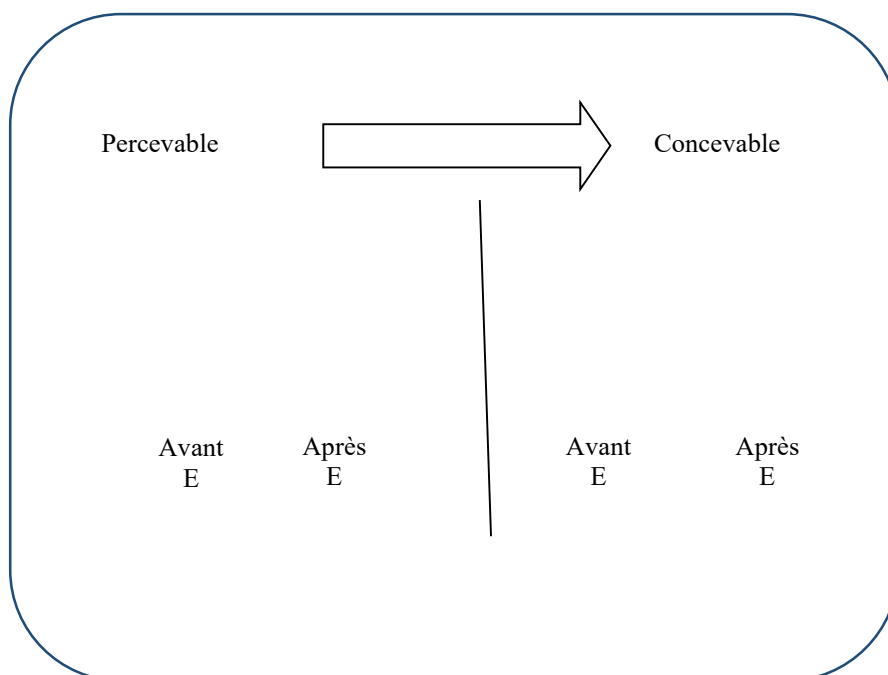 Percevable
Concevable
Avant
E
Après
E
Avant
E
Après
E